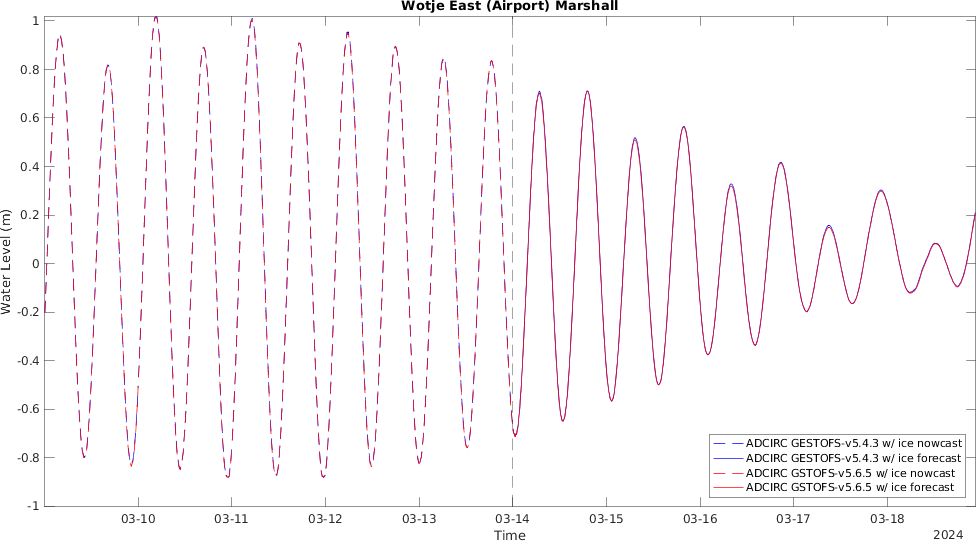 Wotje East (Airport) Marshall
Water Level (m)
1
0.8
0.6
0.4
0.2
0
-0.2
-0.4
-0.6
-0.8
-1
ADCIRC GESTOFS-v5.4.3 w/ ice nowcast
ADCIRC GESTOFS-v5.4.3 w/ ice forecast
ADCIRC GSTOFS-v5.6.5 w/ ice nowcast
ADCIRC GSTOFS-v5.6.5 w/ ice forecast
03-10 03-11 03-12 03-13 03-14 03-15 03-16 03-17 03-18
Time
2024